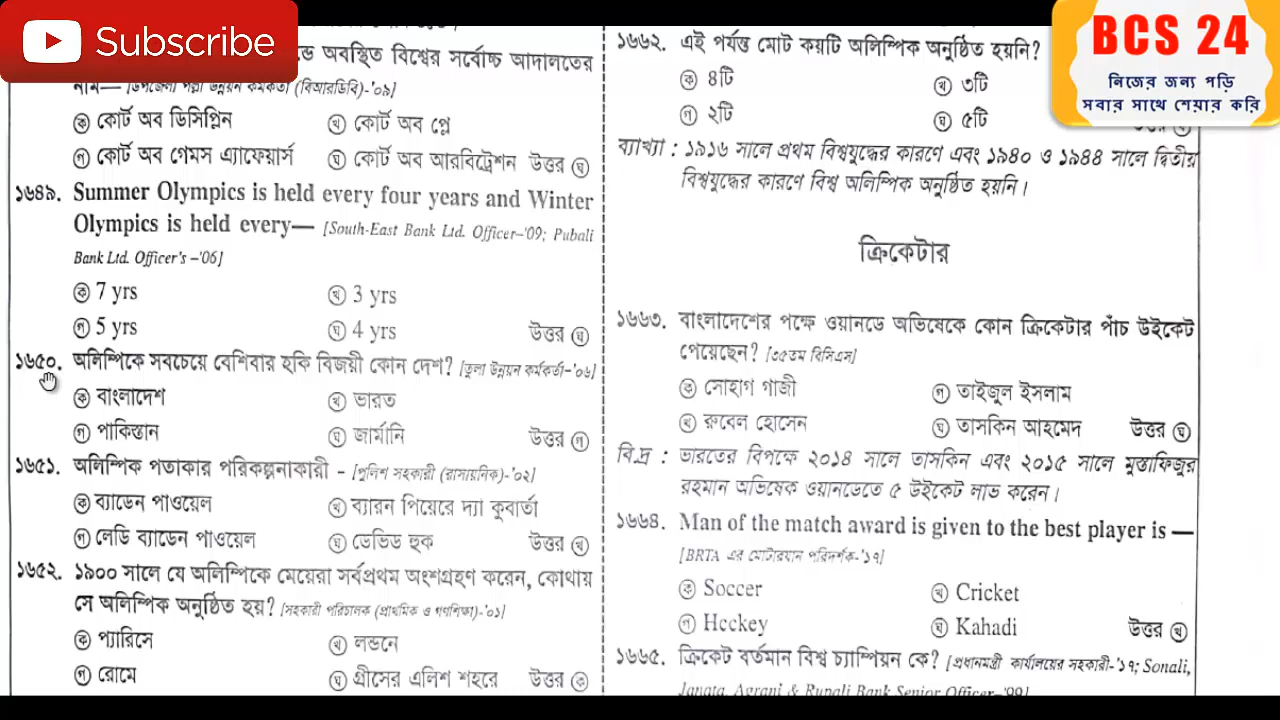 Subscribe
BCS 24
নিজের জন্য পড়ি
সবার সাথে শেয়ার করি
অবস্থিত বিশ্বের সর্বোচ্চ আদালতের
নাম— [উপজেলা পল্লী উন্নয়ন কর্মকর্তা (বিআরডিবি)-'০৯]
ক কোর্ট অব ডিসিপ্লিন
খ কোর্ট অব প্লে
গ কোর্ট অব গেমস এ্যাফেয়ার্স
ঘ কোর্ট অব আরবিট্রেশন উত্তর ঘ
১৬৪৯. Summer Olympics is held every four years and Winter
Olympics is held every— [South-East Bank Ltd. Officer-'09; Pubali
Bank Ltd. Officer's -'06]
ক 7 yrs
খ 3 yrs
গ 5 yrs
ঘ 4 yrs উত্তর ঘ
১৬৫০. অলিম্পিকে সবচেয়ে বেশিবার হকি বিজয়ী কোন দেশ? [তুলা উন্নয়ন কর্মকর্তা-'০৬]
ক বাংলাদেশ
খ ভারত
গ পাকিস্তান
ঘ জার্মানি উত্তর গ
১৬৫১. অলিম্পিক পতাকার পরিকল্পনাকারী - [পুলিশ সহকারী (রাসায়নিক)-'০২]
ক ব্যাডেন পাওয়েল
খ ব্যারন পিয়েরে দ্যা কুবার্তা
গ লেডি ব্যাডেন পাওয়েল
ঘ ডেভিড হুক উত্তর খ
১৬৫২. ১৯০০ সালে যে অলিম্পিকে মেয়েরা সর্বপ্রথম অংশগ্রহণ করেন, কোথায়
সে অলিম্পিক অনুষ্ঠিত হয়? [সহকারী পরিচালক (প্রাথমিক ও গণশিক্ষা)-'০১]
ক প্যারিসে
খ লন্ডনে
গ রোমে
ঘ গ্রীসের এলিশ শহরে উত্তর ক
১৬৬২. এই পর্যন্ত মোট কয়টি অলিম্পিক অনুষ্ঠিত হয়নি?
ক ৪টি
খ ৩টি
গ ২টি
ঘ ৫টি
ব্যাখ্যা : ১৯১৬ সালে প্রথম বিশ্বযুদ্ধের কারণে এবং ১৯৪০ ও ১৯৪৪ সালে দ্বিতীয়
বিশ্বযুদ্ধের কারণে বিশ্ব অলিম্পিক অনুষ্ঠিত হয়নি।
ক্রিকেটার
১৬৬৩. বাংলাদেশের পক্ষে ওয়ানডে অভিষেকে কোন ক্রিকেটার পাঁচ উইকেট
পেয়েছেন? [৩৫তম বিসিএস]
ক সোহাগ গাজী
গ তাইজুল ইসলাম
খ রুবেল হোসেন
ঘ তাসকিন আহমেদ উত্তর ঘ
বি.দ্র : ভারতের বিপক্ষে ২০১৪ সালে তাসকিন এবং ২০১৫ সালে মুস্তাফিজুর
রহমান অভিষেক ওয়ানডেতে ৫ উইকেট লাভ করেন।
১৬৬৪. Man of the match award is given to the best player is —
[BRTA এর মোটরযান পরিদর্শক-'১৭]
ক Soccer
খ Cricket
গ Hcckey
ঘ Kahadi উত্তর খ
১৬৬৫. ক্রিকেট বর্তমান বিশ্ব চ্যাম্পিয়ন কে? [প্রধানমন্ত্রী কার্যালয়ের সহকারী-'১৭; Sonali,
Janata, Agrani & Rupali Bank Senior Officer-'99]